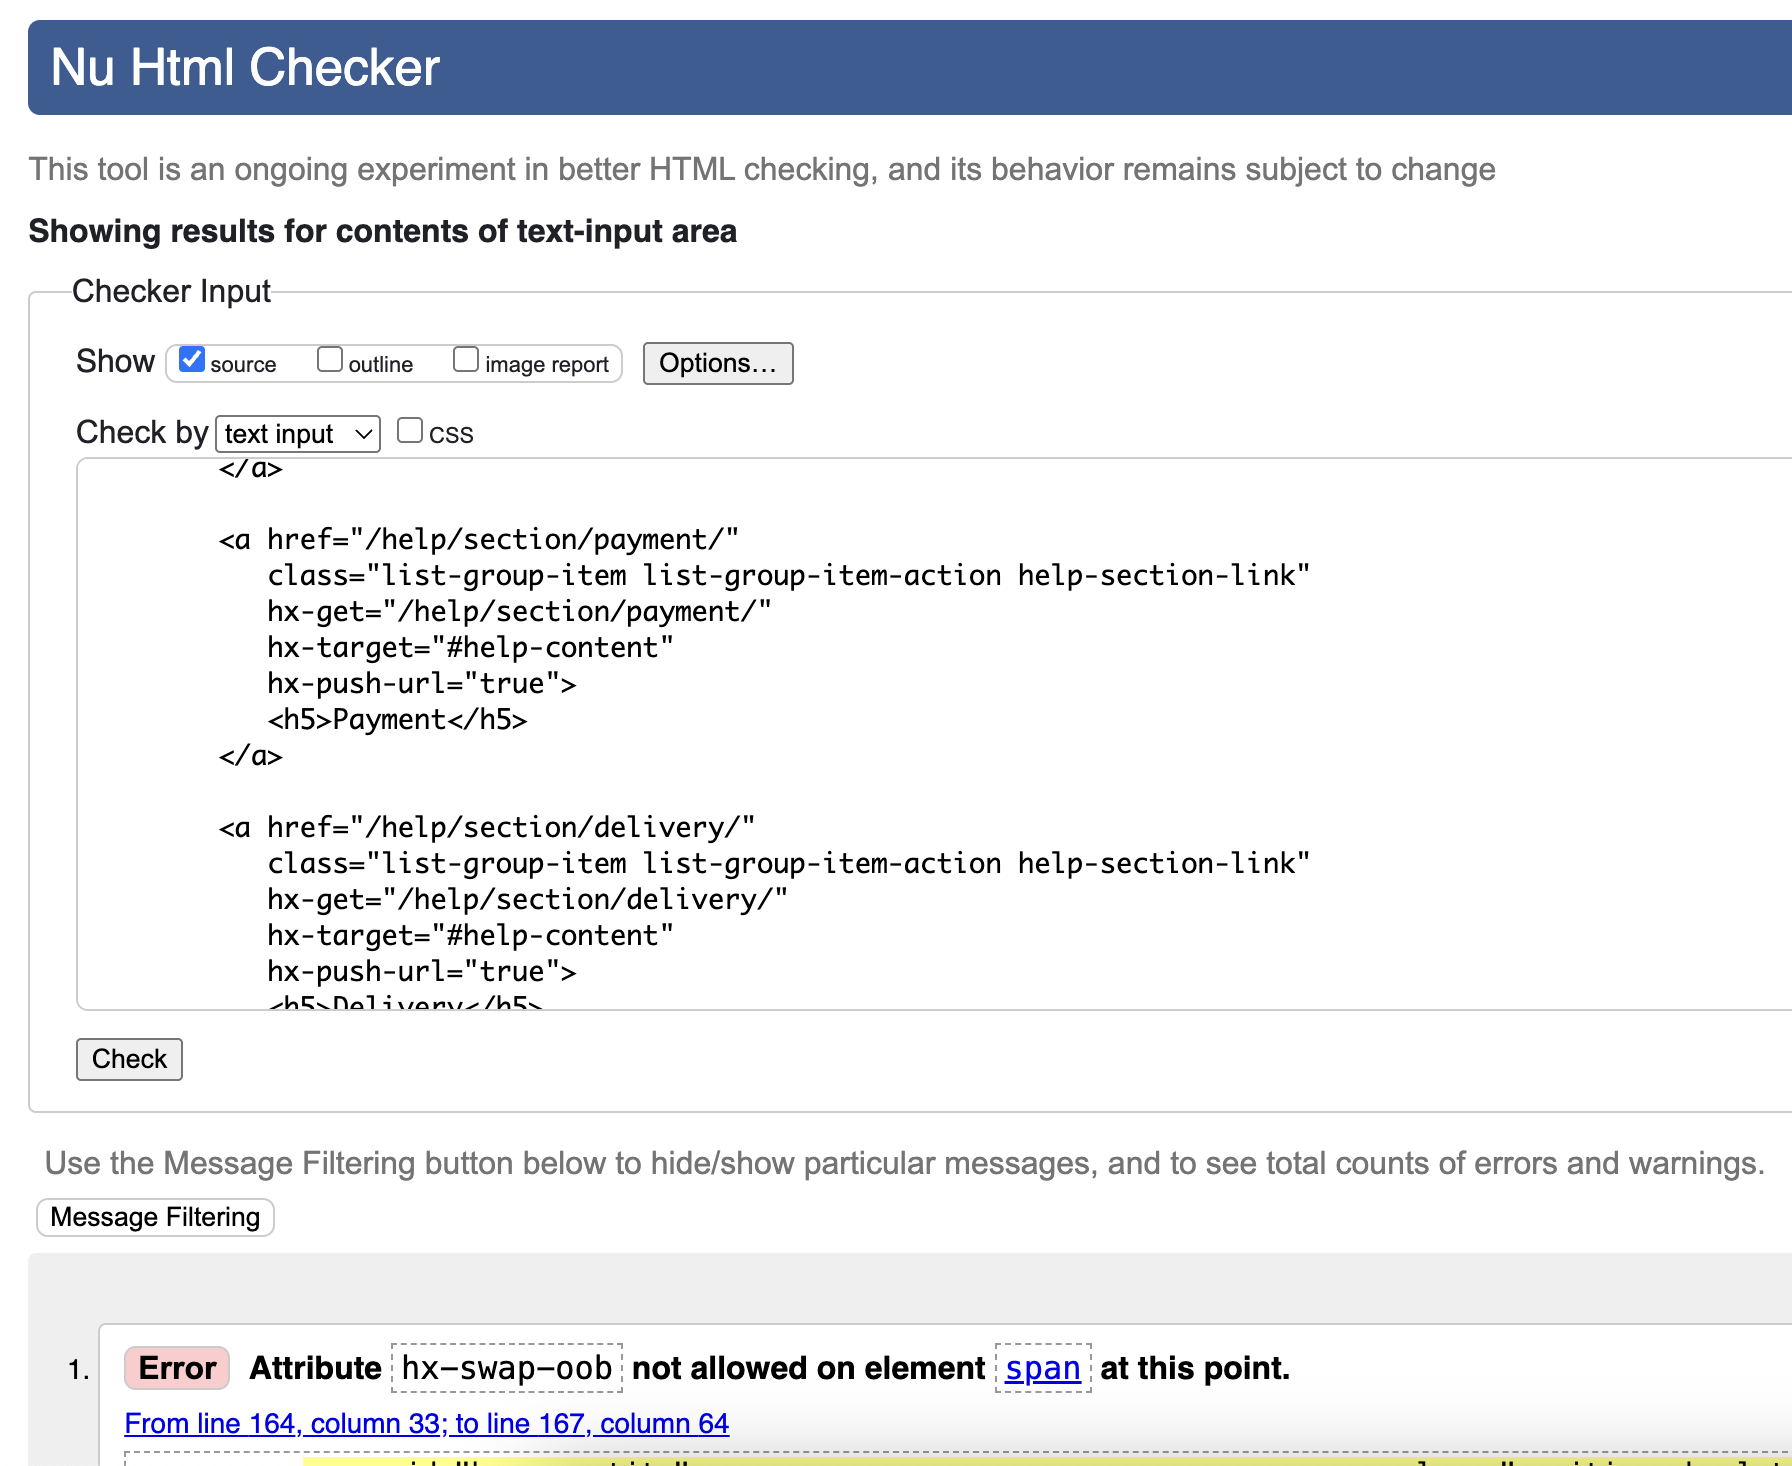 Nu Html Checker
This tool is an ongoing experiment in better HTML checking, and its behavior remains subject to change
Showing results for contents of text-input area
Checker Input
Show source outline image report Options...
Check by text input CSS
</a>
<a href="/help/section/payment/"
class="list-group-item list-group-item-action help-section-link"
hx-get="/help/section/payment/"
hx-target="#help-content"
hx-push-url="true">
<h5>Payment</h5>
</a>
<a href="/help/section/delivery/"
class="list-group-item list-group-item-action help-section-link"
hx-get="/help/section/delivery/"
hx-target="#help-content"
hx-push-url="true">
<h5>Delivery</h5>
Check
Use the Message Filtering button below to hide/show particular messages, and to see total counts of errors and warnings.
Message Filtering
1. Error Attribute hx-swap-oob not allowed on element span at this point.
From line 164, column 33; to line 167, column 64